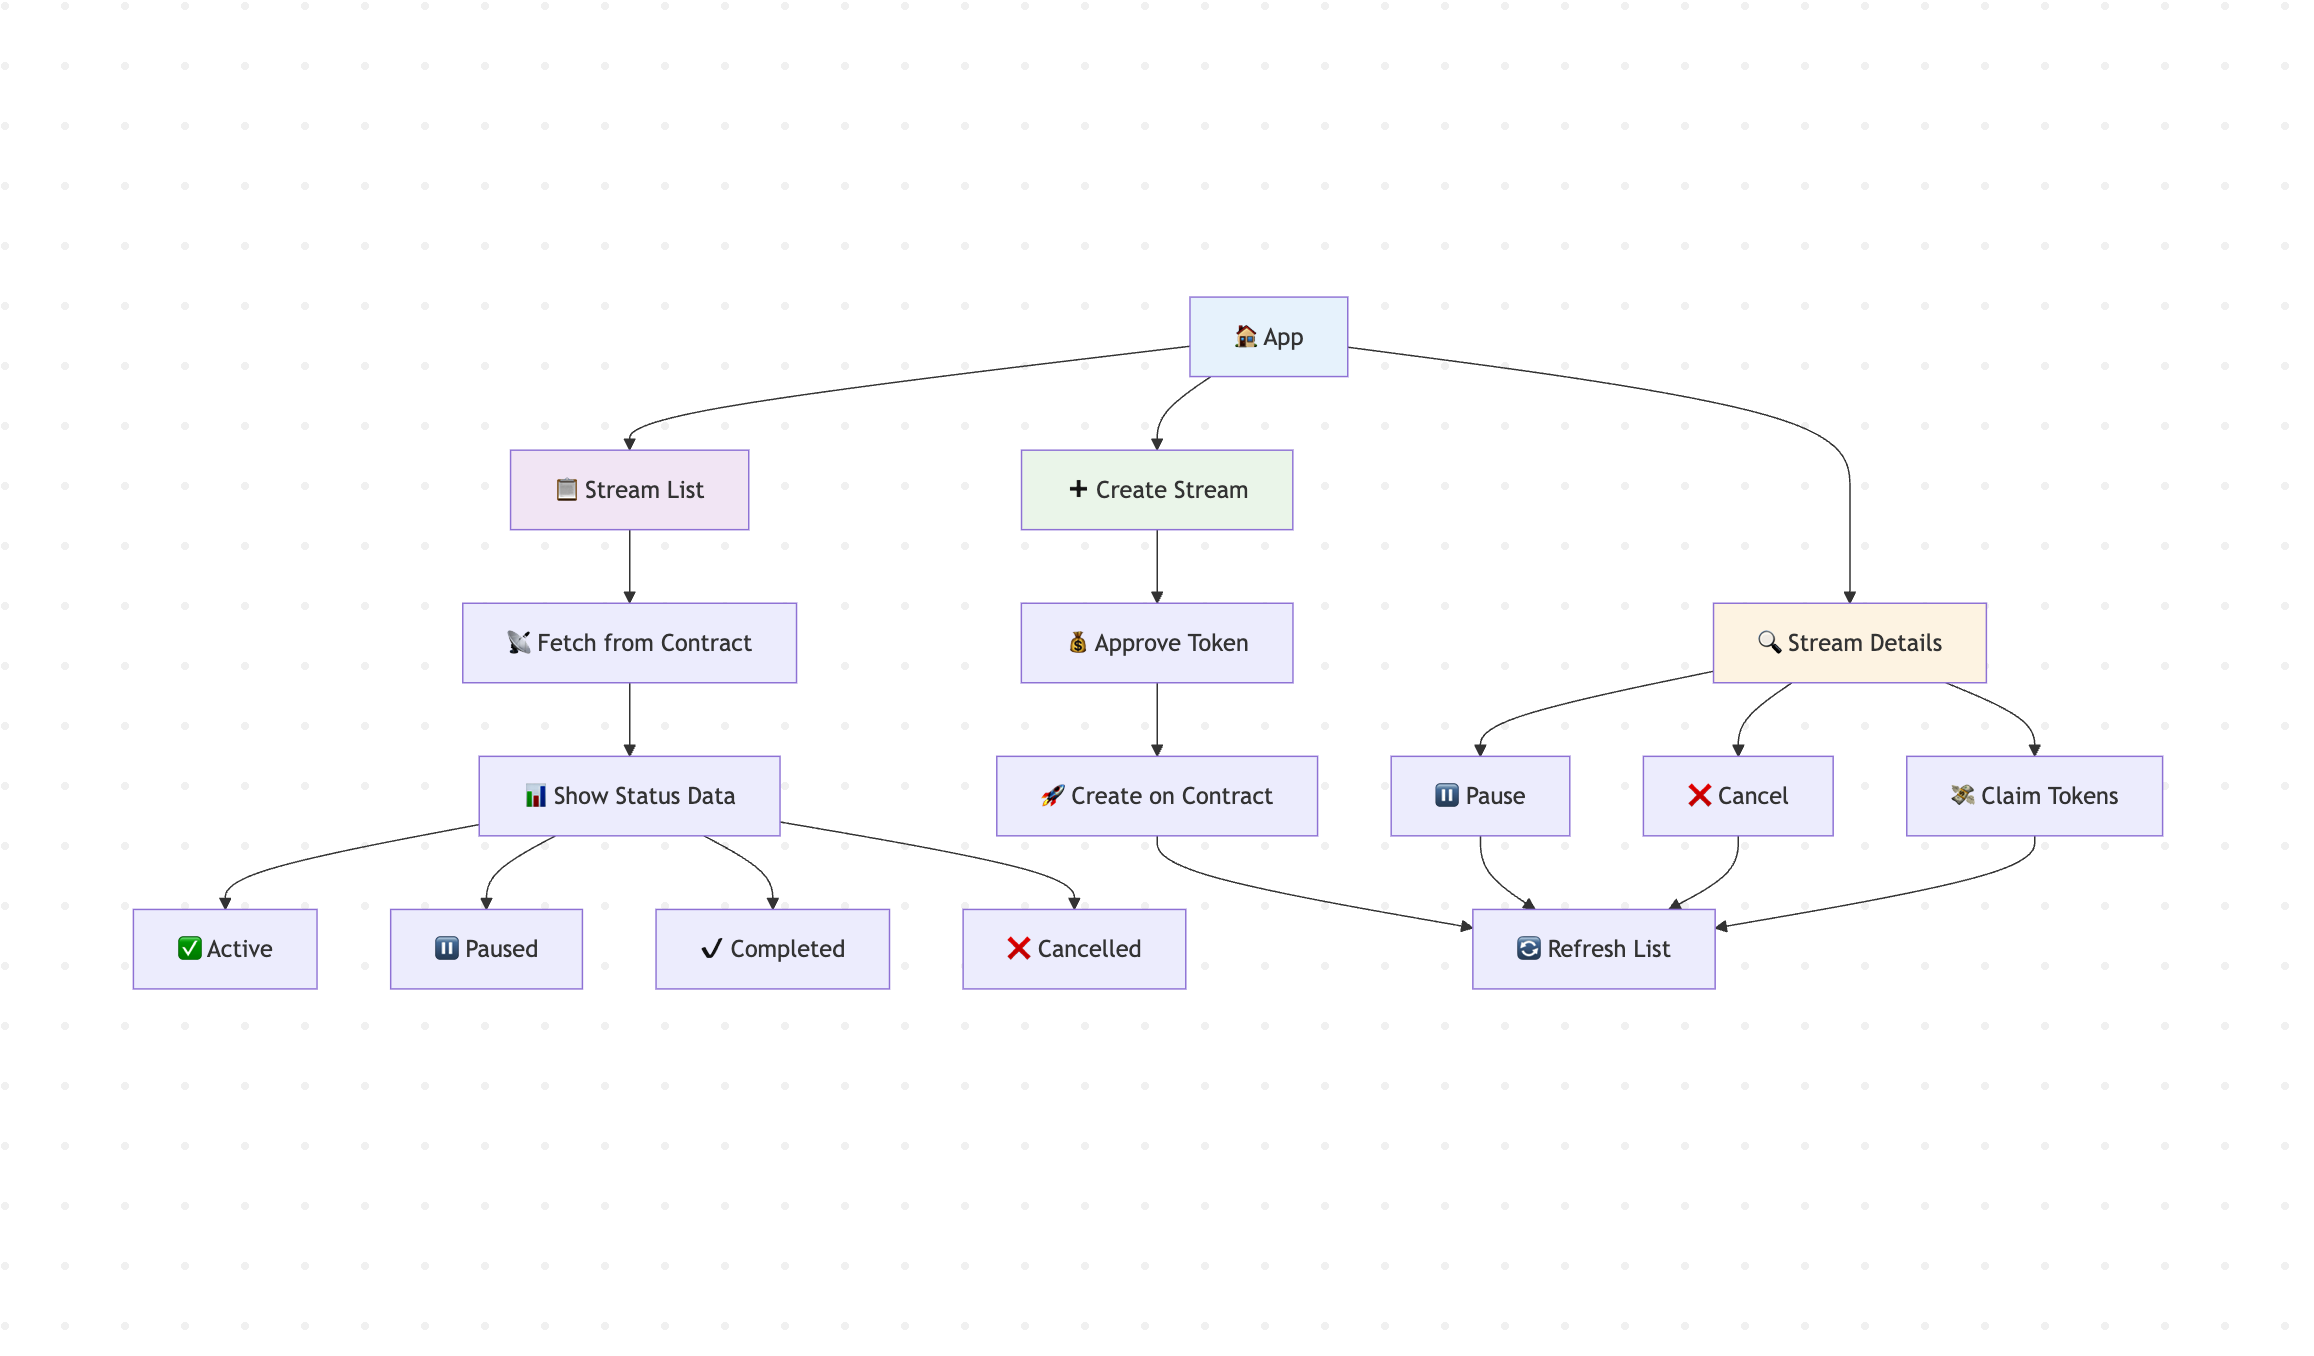 🏠 App
📋 Stream List
➕ Create Stream
📡 Fetch from Contract
💰 Approve Token
🔍 Stream Details
📊 Show Status Data
🚀 Create on Contract
⏸️ Pause
❌ Cancel
💸 Claim Tokens
✅ Active
⏸️ Paused
✔️ Completed
❌ Cancelled
🔄 Refresh List